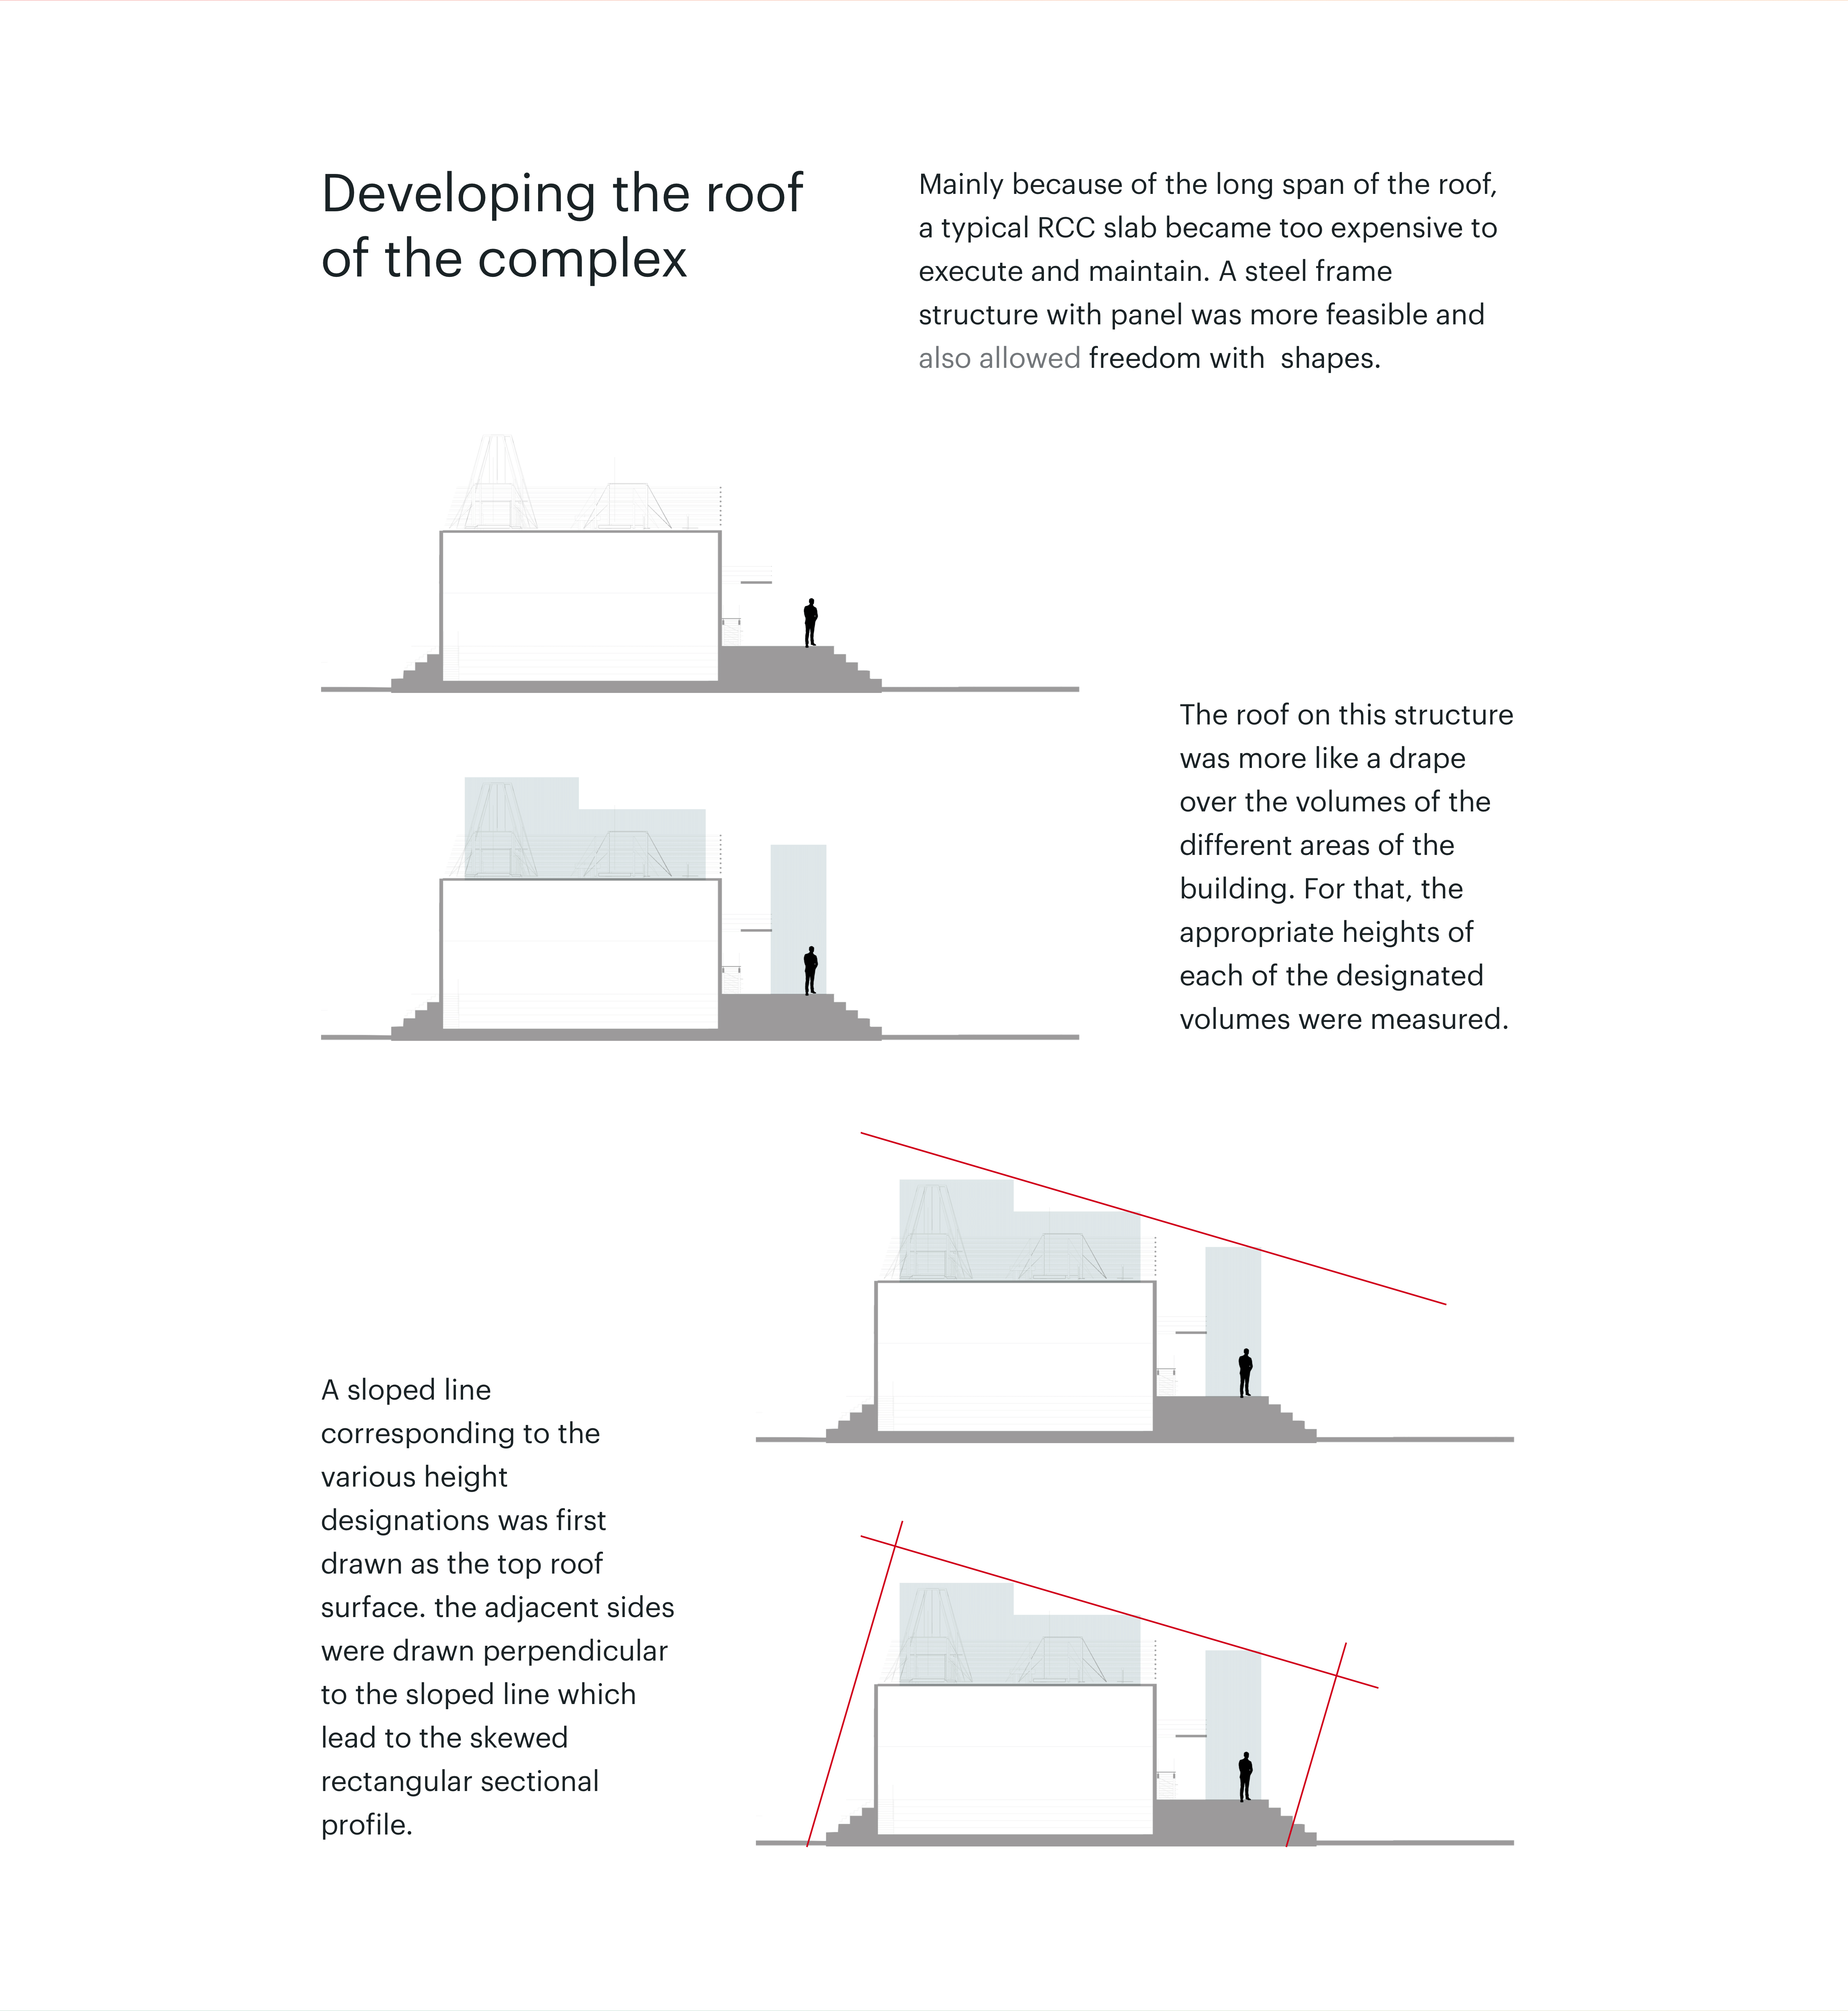 Developing the roof
of the complex
Mainly because of the long span of the roof,
a typical RCC slab became too expensive to
execute and maintain. A steel frame
structure with panel was more feasible and
also allowed freedom with  shapes.
The roof on this structure
was more like a drape
over the volumes of the
different areas of the
building. For that, the
appropriate heights of
each of the designated
volumes were measured.
A sloped line
corresponding to the
various height
designations was first
drawn as the top roof
surface. the adjacent sides
were drawn perpendicular
to the sloped line which
lead to the skewed
rectangular sectional
profile.